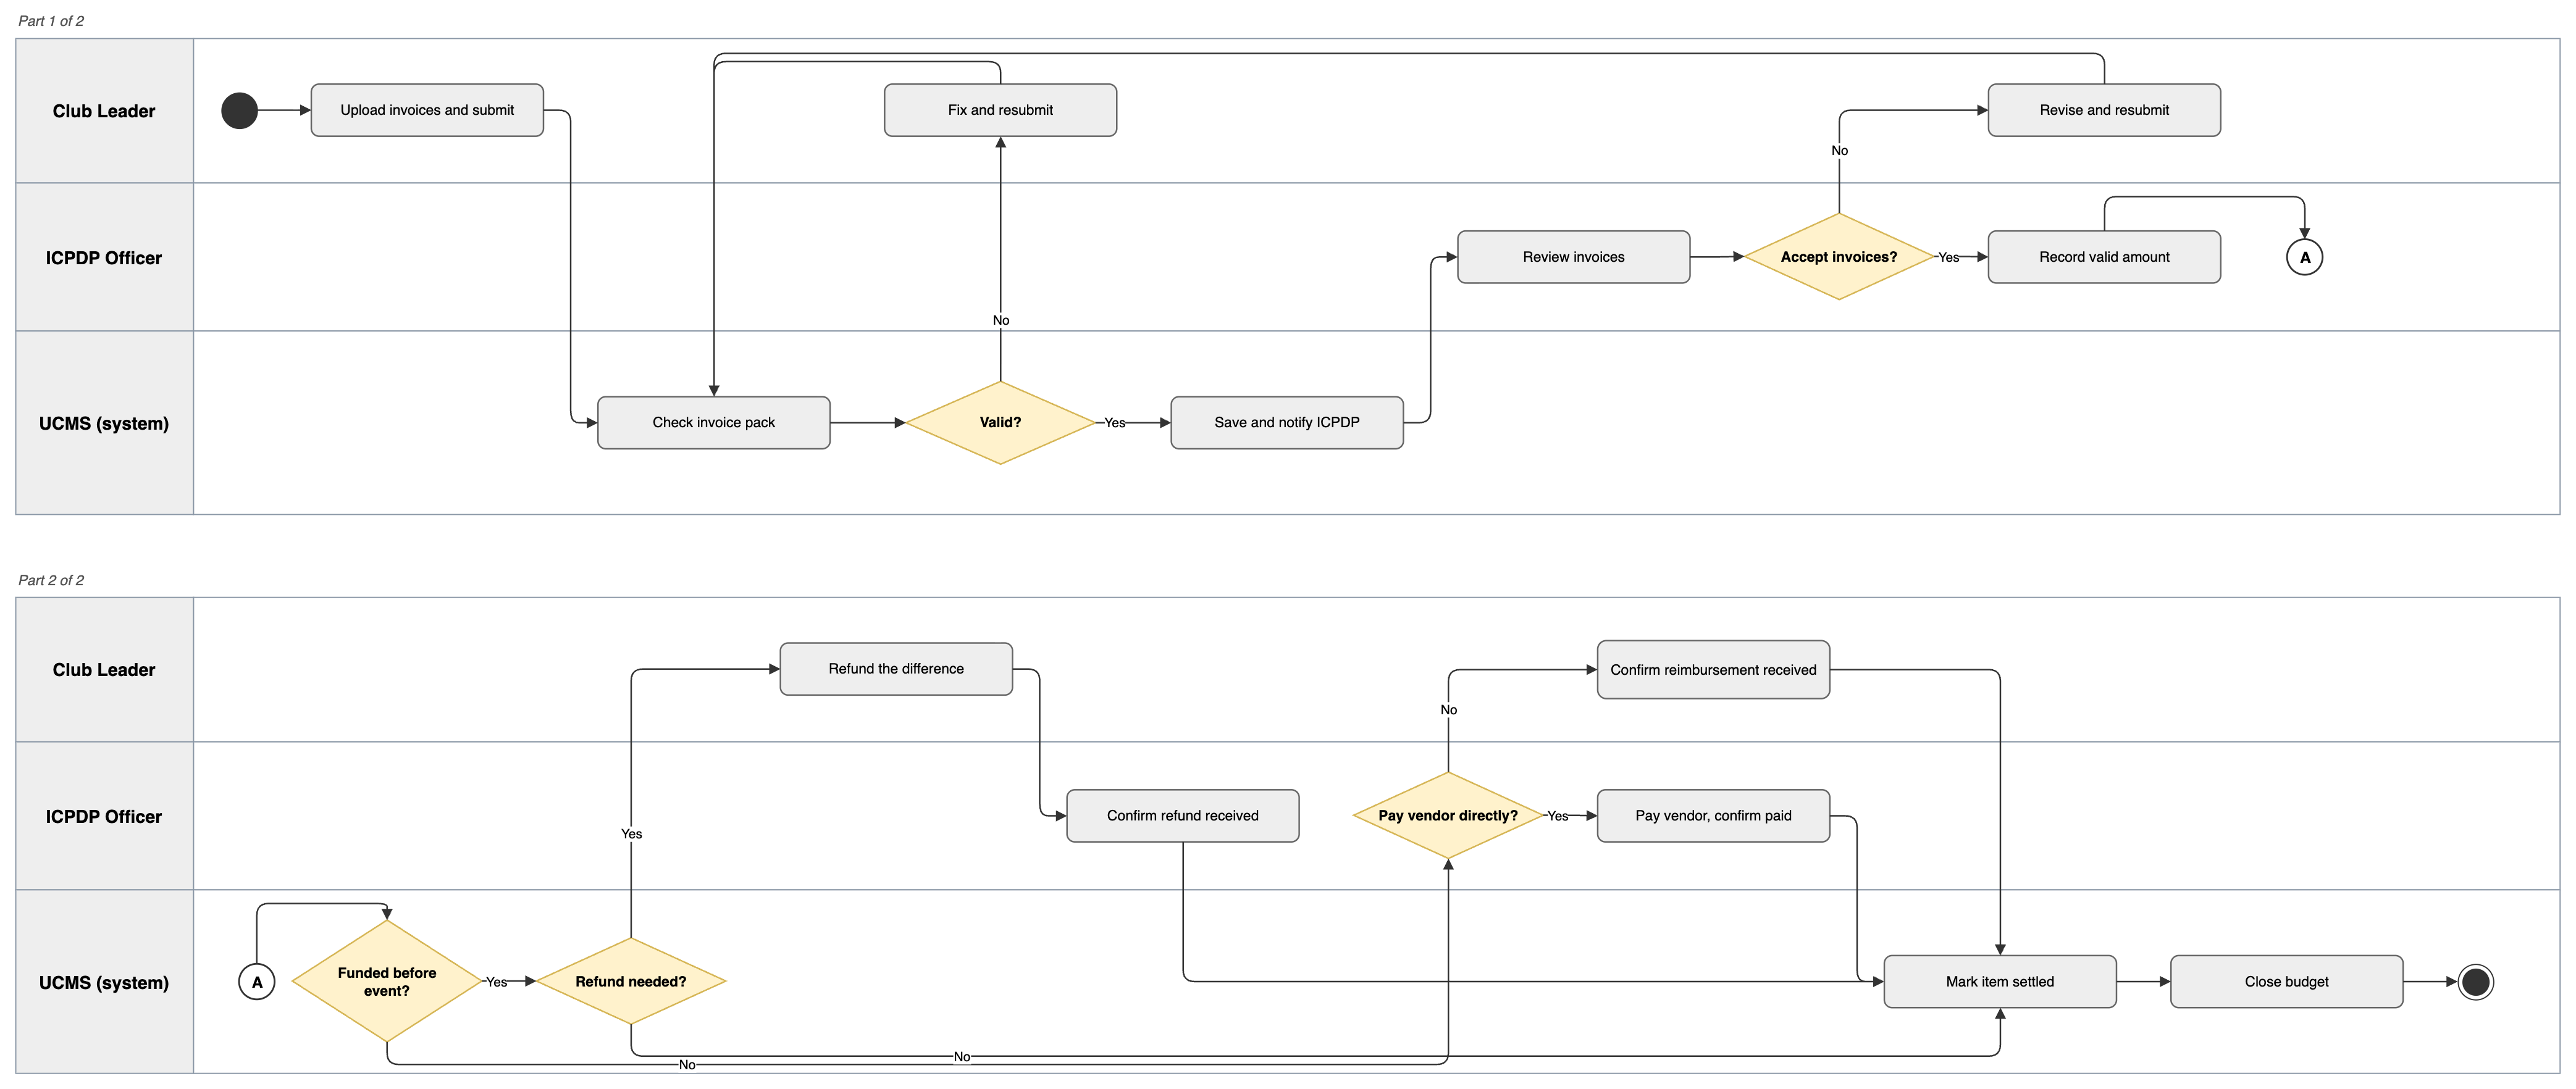 Part 1 of 2
Club Leader
Upload invoices and submit
Fix and resubmit
Revise and resubmit
No
ICPDP Officer
Review invoices
Accept invoices?
Yes
Record valid amount
A
No
UCMS (system)
Check invoice pack
Valid?
Yes
Save and notify ICPDP
Part 2 of 2
Club Leader
Refund the difference
Confirm reimbursement received
No
ICPDP Officer
Confirm refund received
Pay vendor directly?
Yes
Pay vendor, confirm paid
Yes
UCMS (system)
A
Funded before
event?
Yes
Refund needed?
Mark item settled
Close budget
No
No